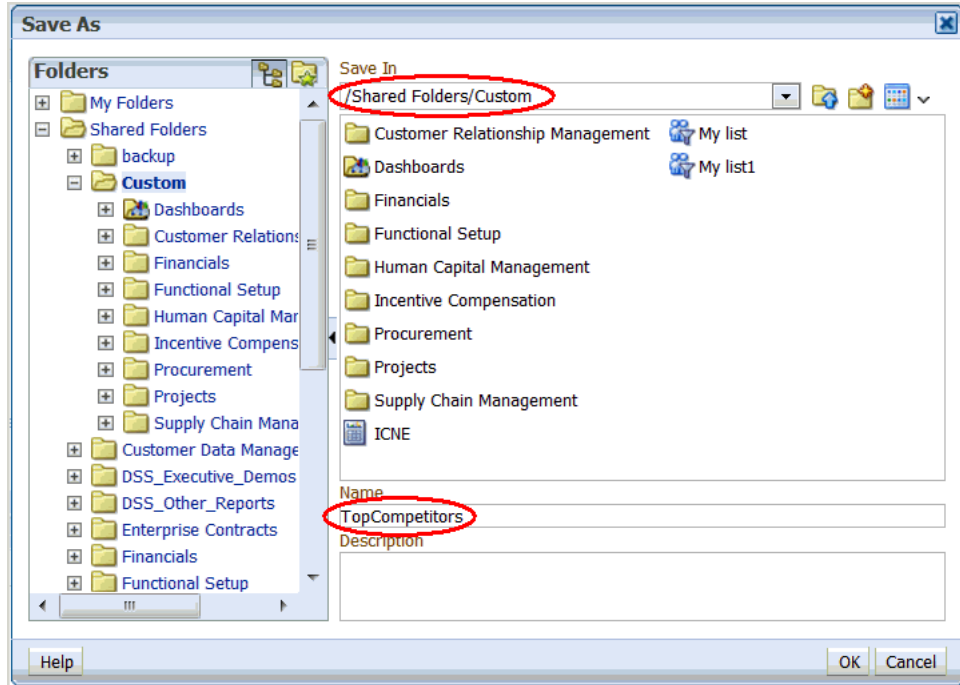 Save As
Folders
My Folders
Shared Folders
backup
Custom
Dashboards
Customer Relations
Financials
Functional Setup
Human Capital Mar
Incentive Compens
Procurement
Projects
Supply Chain Mana
Customer Data Manage
DSS_Executive_Demos
DSS_Other_Reports
Enterprise Contracts
Financials
Functional Setup
Save In
/Shared Folders/Custom
Customer Relationship Management
Dashboards
Financials
Functional Setup
Human Capital Management
Incentive Compensation
Procurement
Projects
Supply Chain Management
ICNE
My list
My list1
Name
TopCompetitors
Description
Help
OK
Cancel